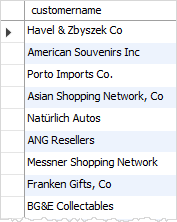 customername
Havel & Zbyszek Co
American Souvenirs Inc
Porto Imports Co.
Asian Shopping Network, Co
Natürlich Autos
ANG Resellers
Messner Shopping Network
Franken Gifts, Co
BG&E Collectables